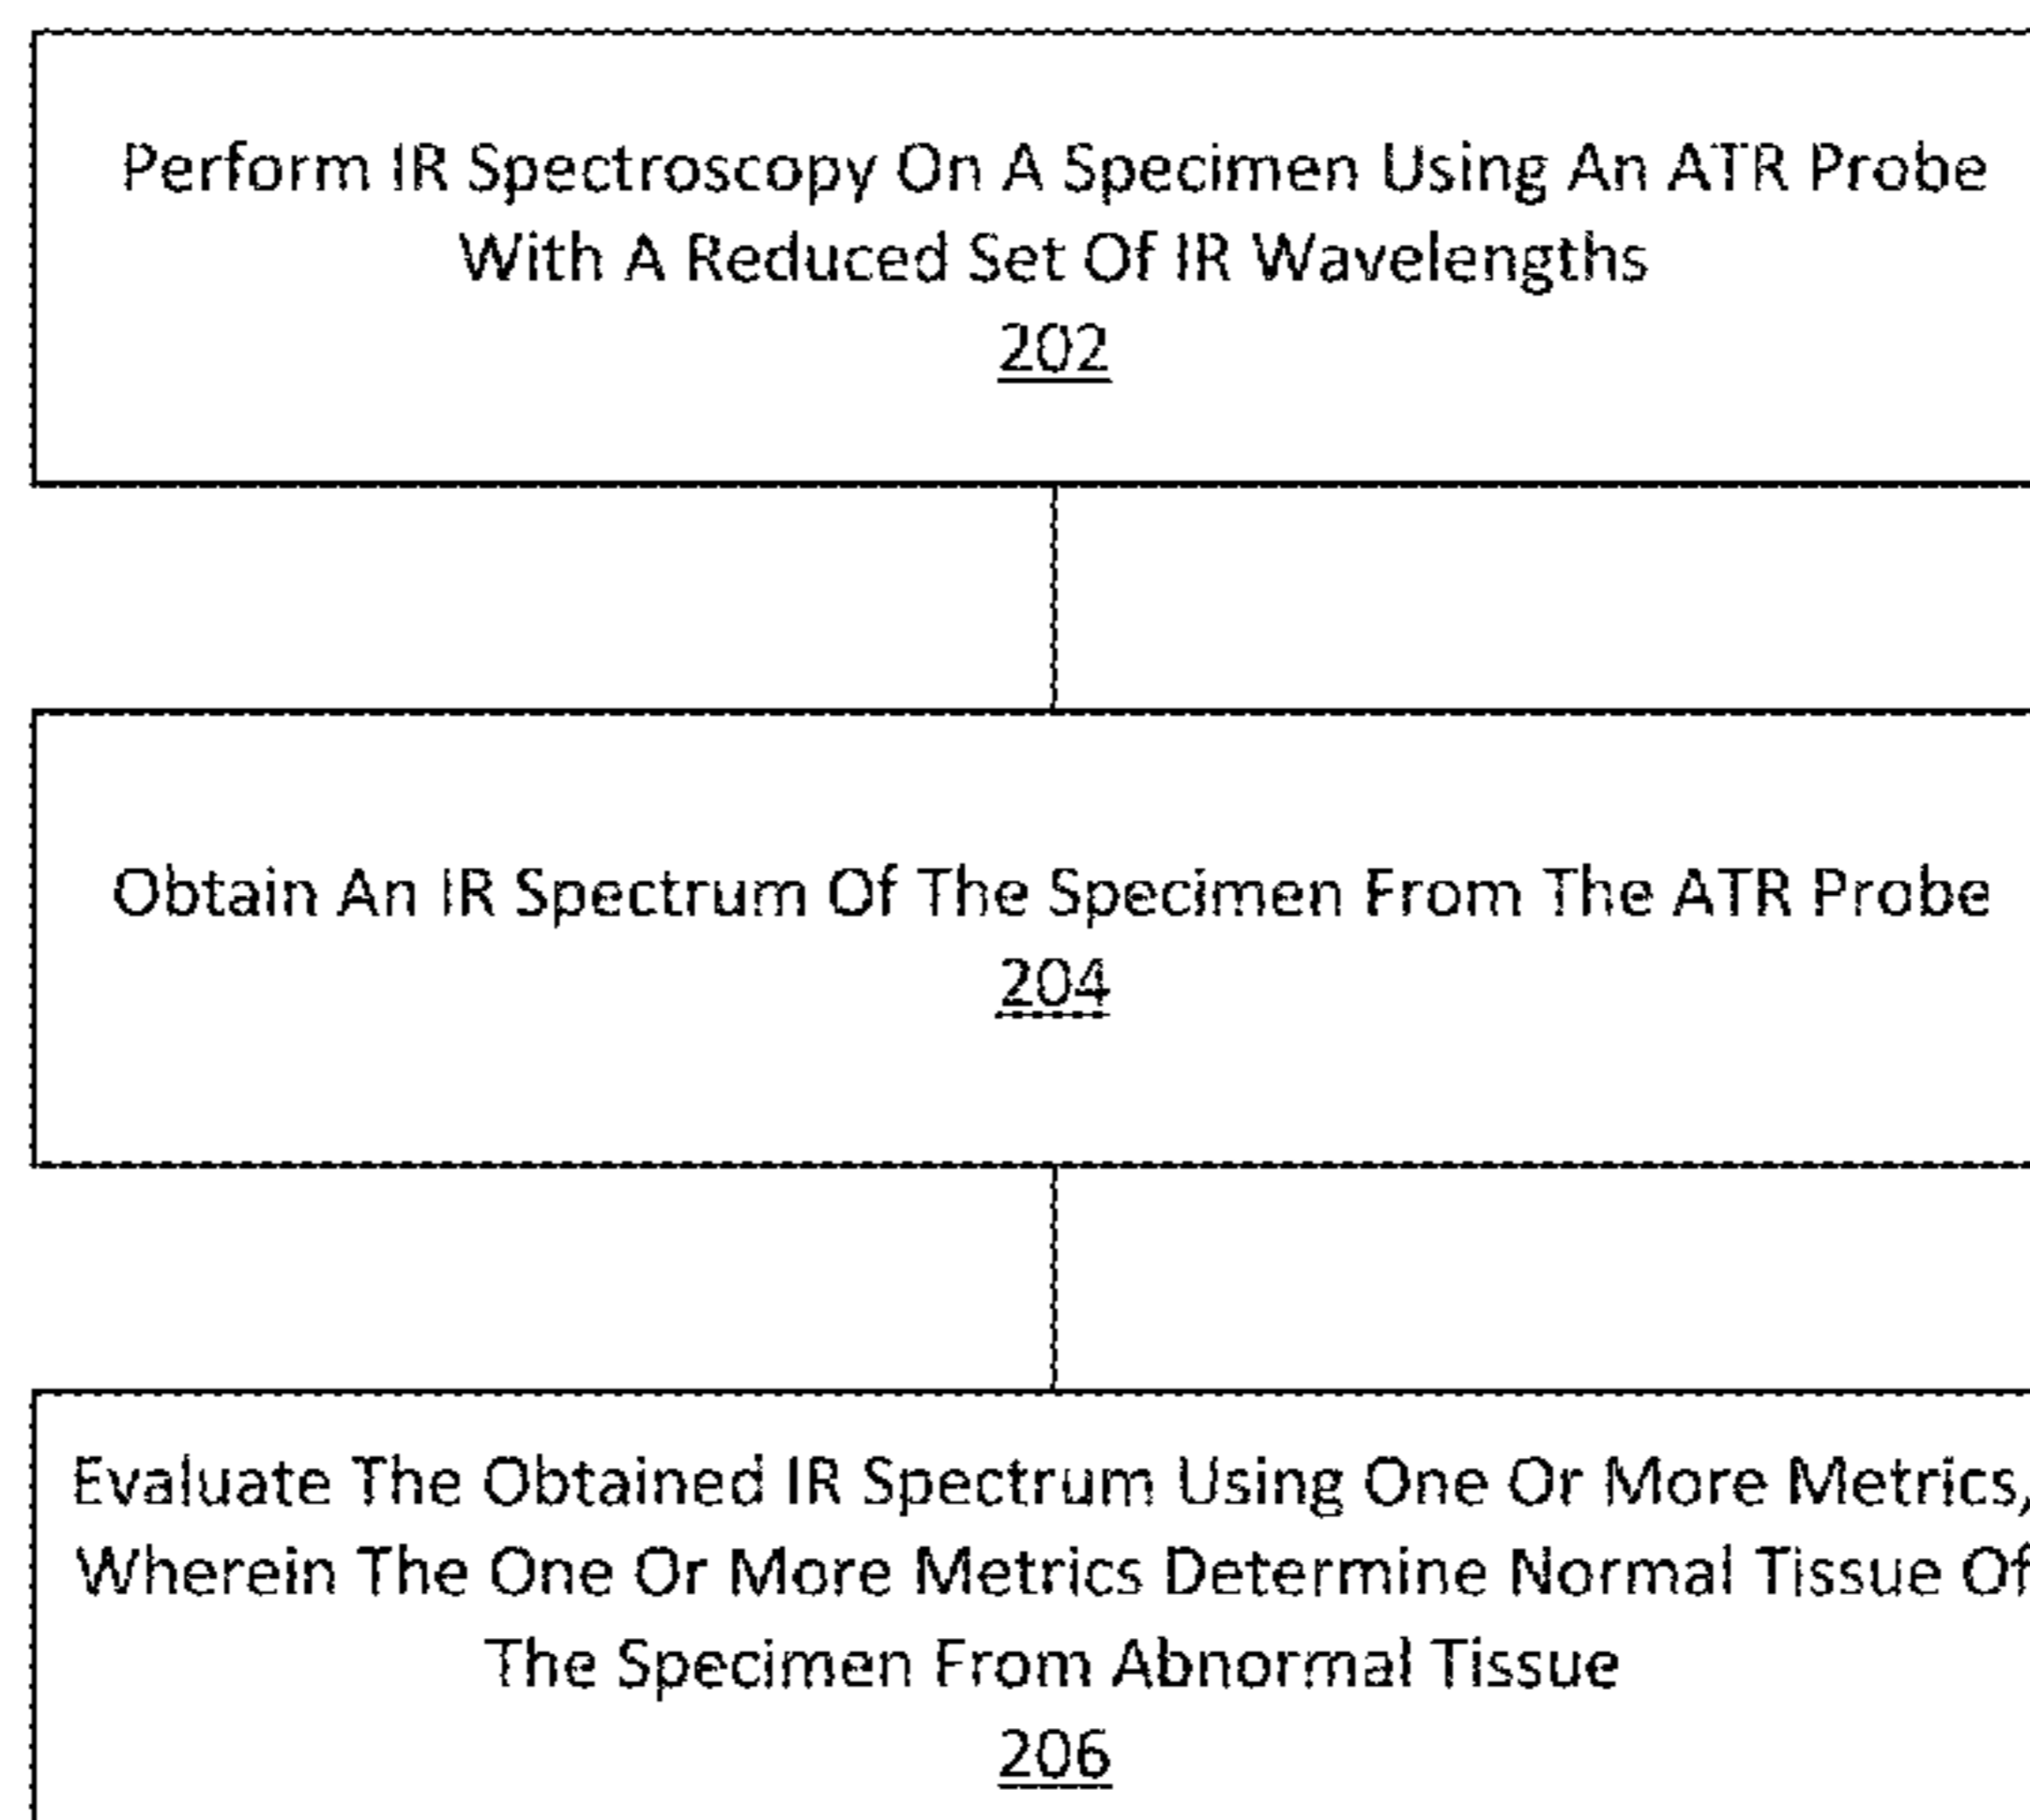 Perform IR Spectroscopy On A Specimen Using An ATR Probe
With A Reduced Set Of IR Wavelengths
202
Obtain An IR Spectrum Of The Specimen From The ATR Probe
204
Evaluate The Obtained IR Spectrum Using One Or More Metrics,
Wherein The One Or More Metrics Determine Normal Tissue Of
The Specimen From Abnormal Tissue
206